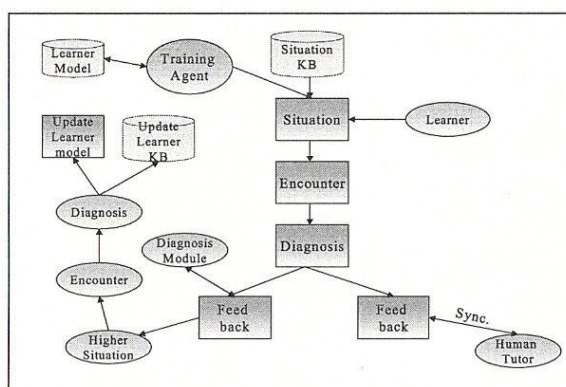 Learner
Model
Training
Agent
Situation
KB
Situation
Learner
Update
Learner
model
Update
Learner
KB
Encounter
Diagnosis
Diagnosis
Diagnosis
Module
Encounter
Feed
back
Feed
back
Sync.
Higher
Situation
Human
Tutor